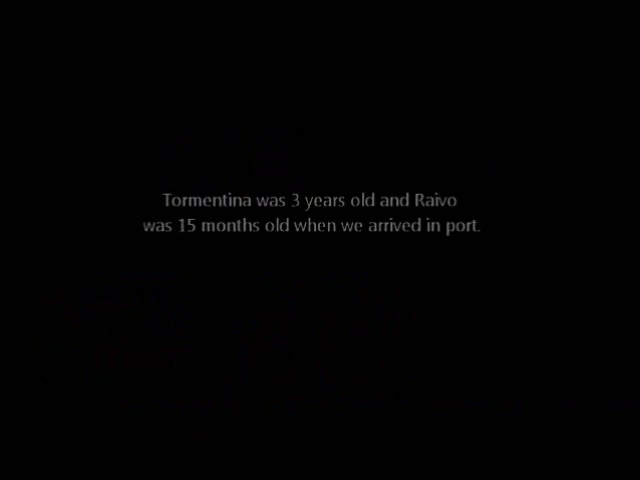 Tormentina was 3 years old and Raivo
was 15 months old when we arrived in port.